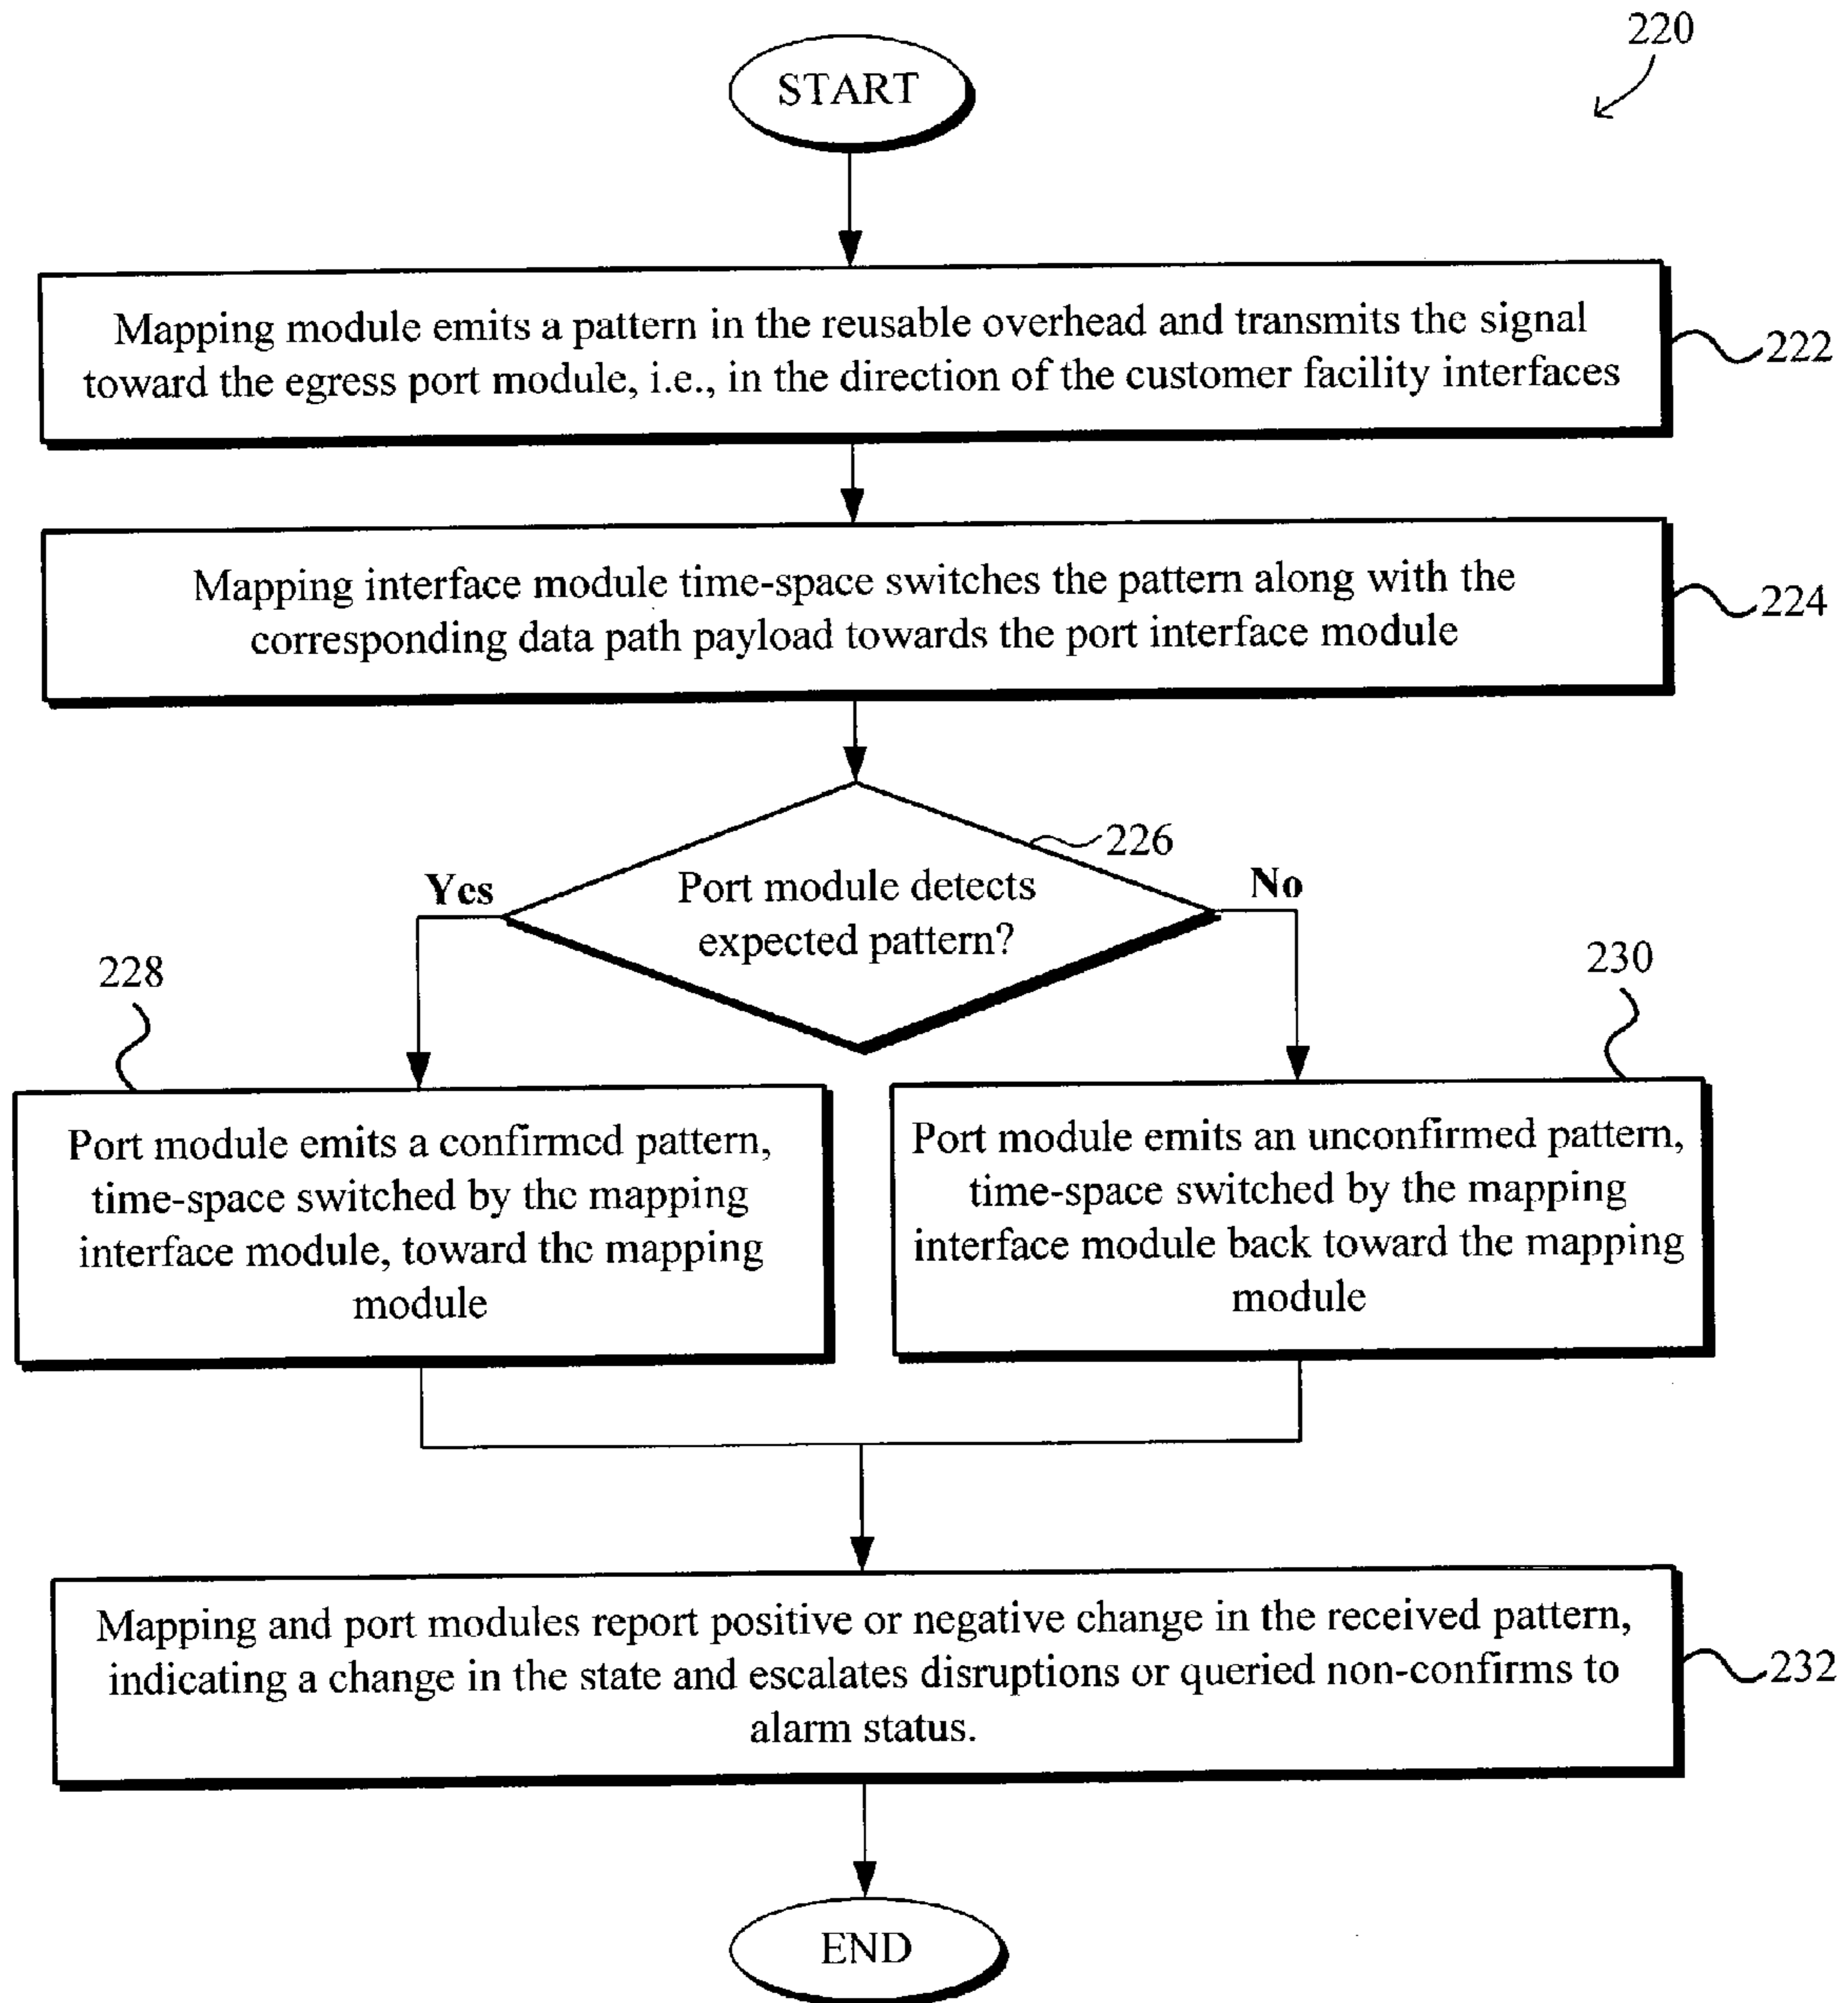 220
START
Mapping module emits a pattern in the reusable overhead and transmits the signal
toward the egress port module, i.e., in the direction of the customer facility interfaces
222
Mapping interface module time-space switches the pattern along with the
corresponding data path payload towards the port interface module
224
226
Yes
Port module detects
expected pattern?
No
228
230
Port module emits a confirmed pattern,
time-space switched by the mapping
interface module, toward the mapping
module
Port module emits an unconfirmed pattern,
time-space switched by the mapping
interface module back toward the mapping
module
Mapping and port modules report positive or negative change in the received pattern,
indicating a change in the state and escalates disruptions or queried non-confirms to
alarm status.
232
END